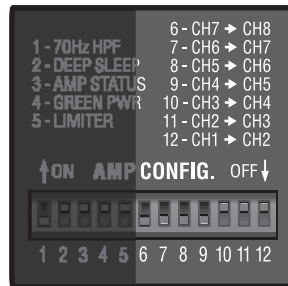 6 - CH7 ➔ CH8
1 - 70Hz HPF 7 - CH6 ➔ CH7
2 - DEEP SLEEP 8 - CH5 ➔ CH6
3 - AMP STATUS 9 - CH4 ➔ CH5
4 - GREEN PWR 10 - CH3 ➔ CH4
5 - LIMITER 11 - CH2 ➔ CH3
12 - CH1 ➔ CH2
↑ON AMP CONFIG. OFF↓
1 2 3 4 5 6 7 8 9 10 11 12